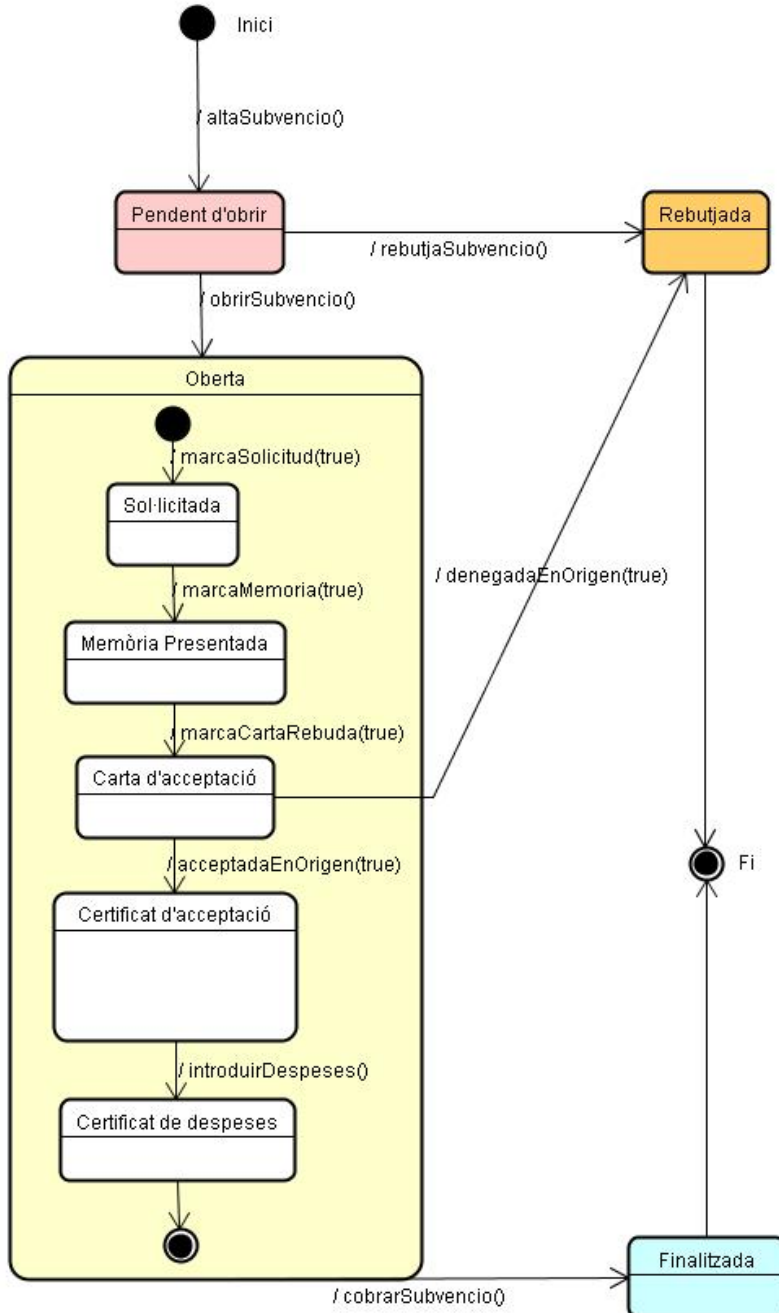 Inici
/ altaSubvencio()
Pendent d'obrir
Rebutjada
/ rebutjaSubvencio()
/ obrirSubvencio()
Oberta
/ marcaSolicitud(true)
Sol·licitada
/ denegadaEnOrigen(true)
/ marcaMemoria(true)
Memòria Presentada
/ marcaCartaRebuda(true)
Carta d'acceptació
/ acceptadaEnOrigen(true)
Fi
Certificat d'acceptació
/ introduirDespeses()
Certificat de despeses
Finalitzada
/ cobrarSubvencio()